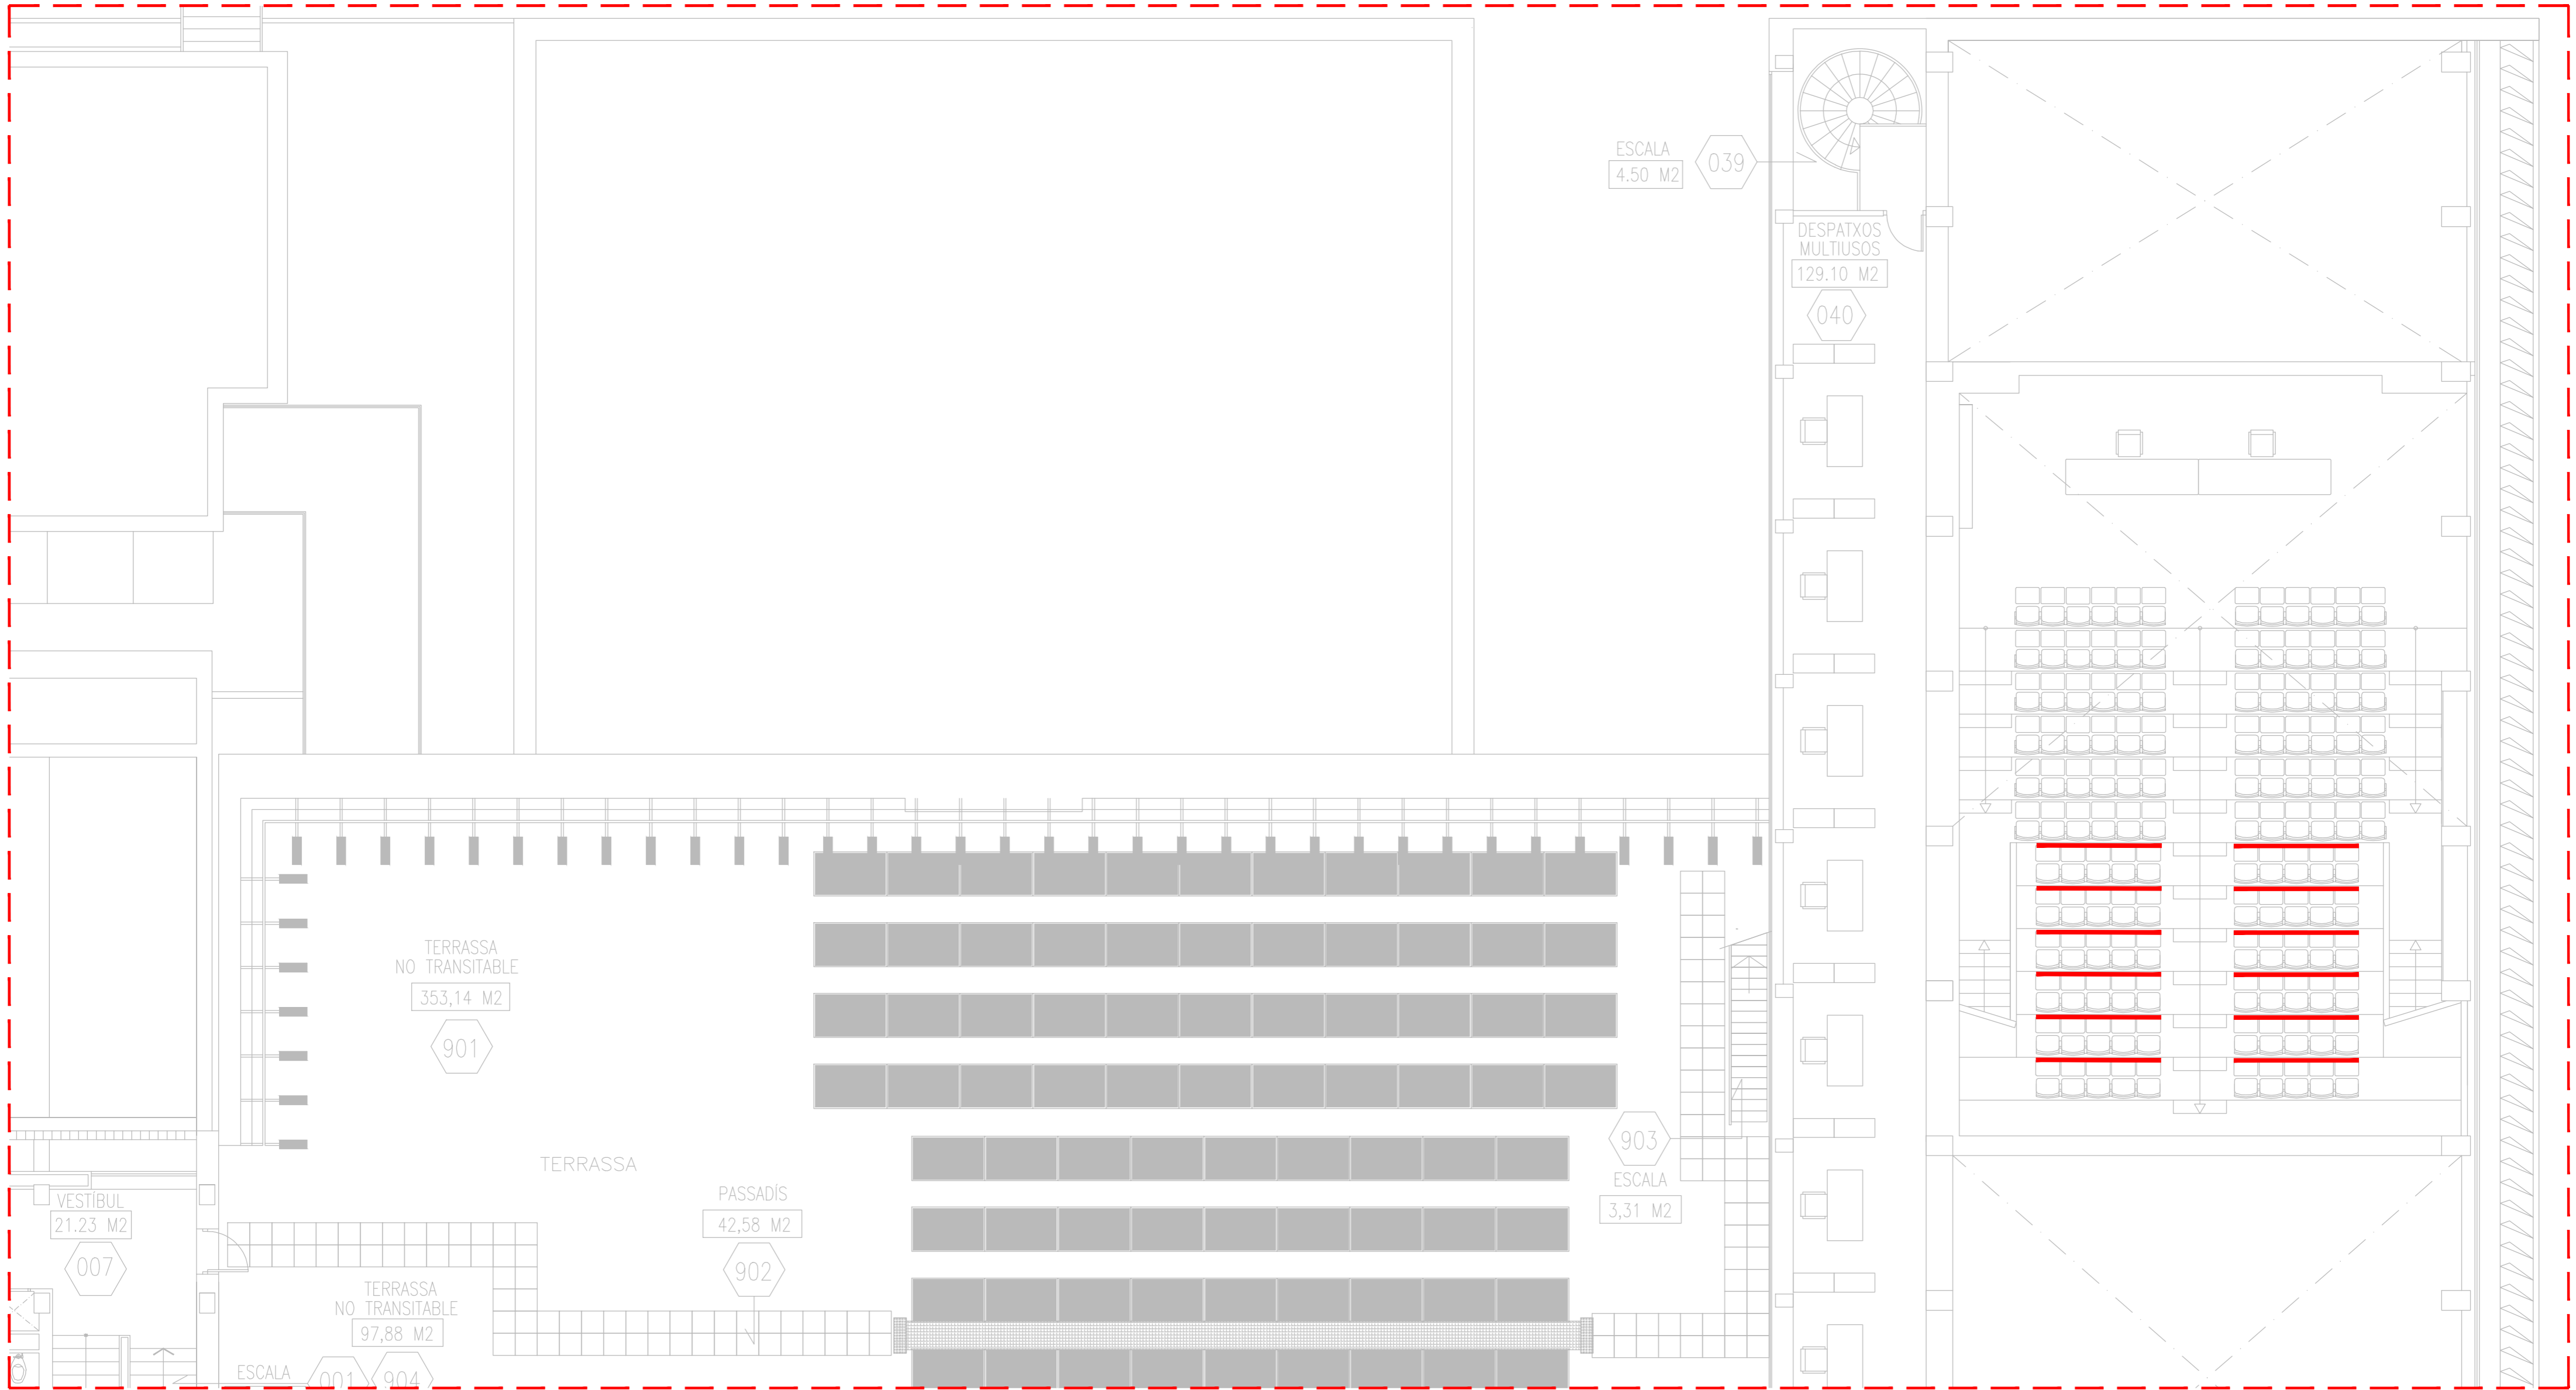 ESCALA
4.50 M2
039
DESPATXOS
MULTIUSOS
129.10 M2
040
TERRASSA
NO TRANSITABLE
353,14 M2
901
TERRASSA
PASSADÍS
42,58 M2
902
903
ESCALA
3,31 M2
VESTÍBUL
21.23 M2
007
TERRASSA
NO TRANSITABLE
97,88 M2
904
ESCALA
001